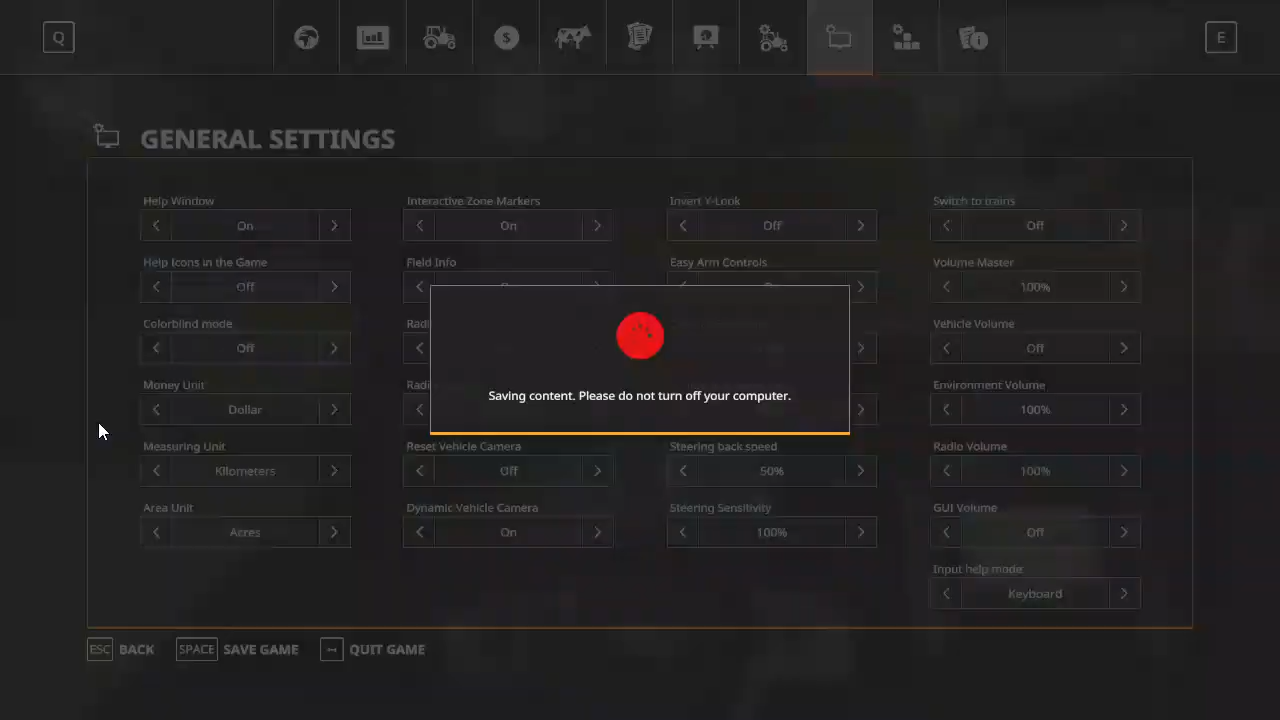 Q
E
GENERAL SETTINGS
Help Window
On
Interactive Zone Markers
On
Invert Y-Look
Off
Switch to trains
Off
Help Icons in the Game
Off
Field Info
Easy Arm Controls
Volume Master
100%
Colorblind mode
Off
Radi
Vehicle Volume
Off
Saving content. Please do not turn off your computer.
Money Unit
Dollar
Radi
Environment Volume
100%
Measuring Unit
Kilometers
Reset Vehicle Camera
Off
Steering back speed
50%
Radio Volume
100%
Area Unit
Acres
Dynamic Vehicle Camera
On
Steering Sensitivity
100%
GUI Volume
Off
Input help mode
Keyboard
ESC BACK
SPACE SAVE GAME
QUIT GAME